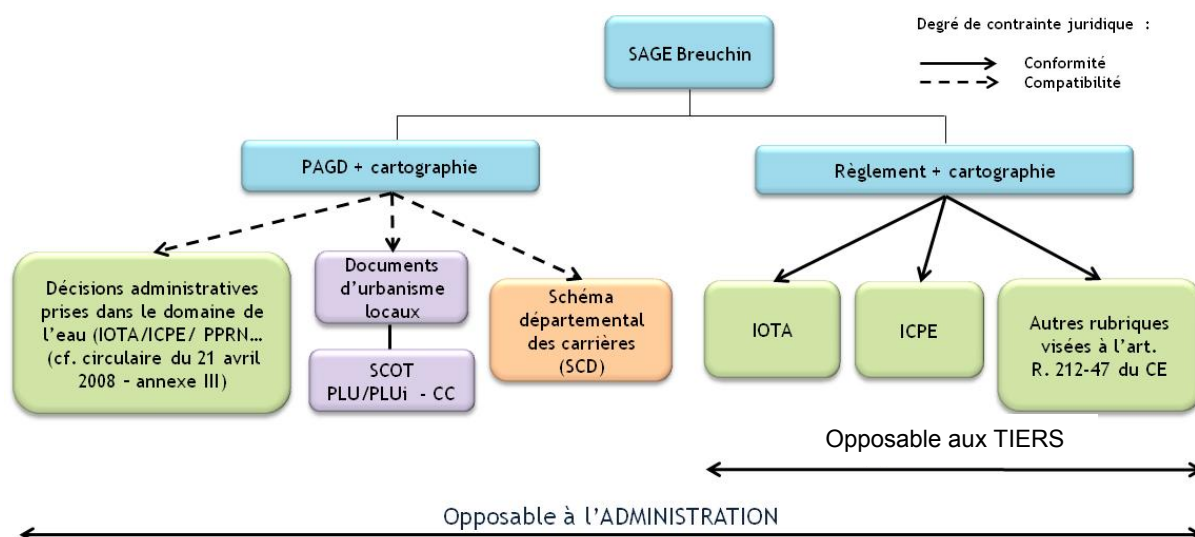 SAGE Breuchin
Degré de contrainte juridique :
Conformité
Compatibilité
PAGD + cartographie
Règlement + cartographie
Décisions administratives
prises dans le domaine de
l'eau (IOTA/ICPE/ PPRN…
(cf. circulaire du 21 avril
2008 – annexe III)
Documents
d'urbanisme
locaux
SCOT
PLU/PLUi - CC
Schéma
départemental
des carrières
(SCD)
IOTA
ICPE
Autres rubriques
visées à l'art.
R. 212-47 du CE
Opposable aux TIERS
Opposable à l'ADMINISTRATION